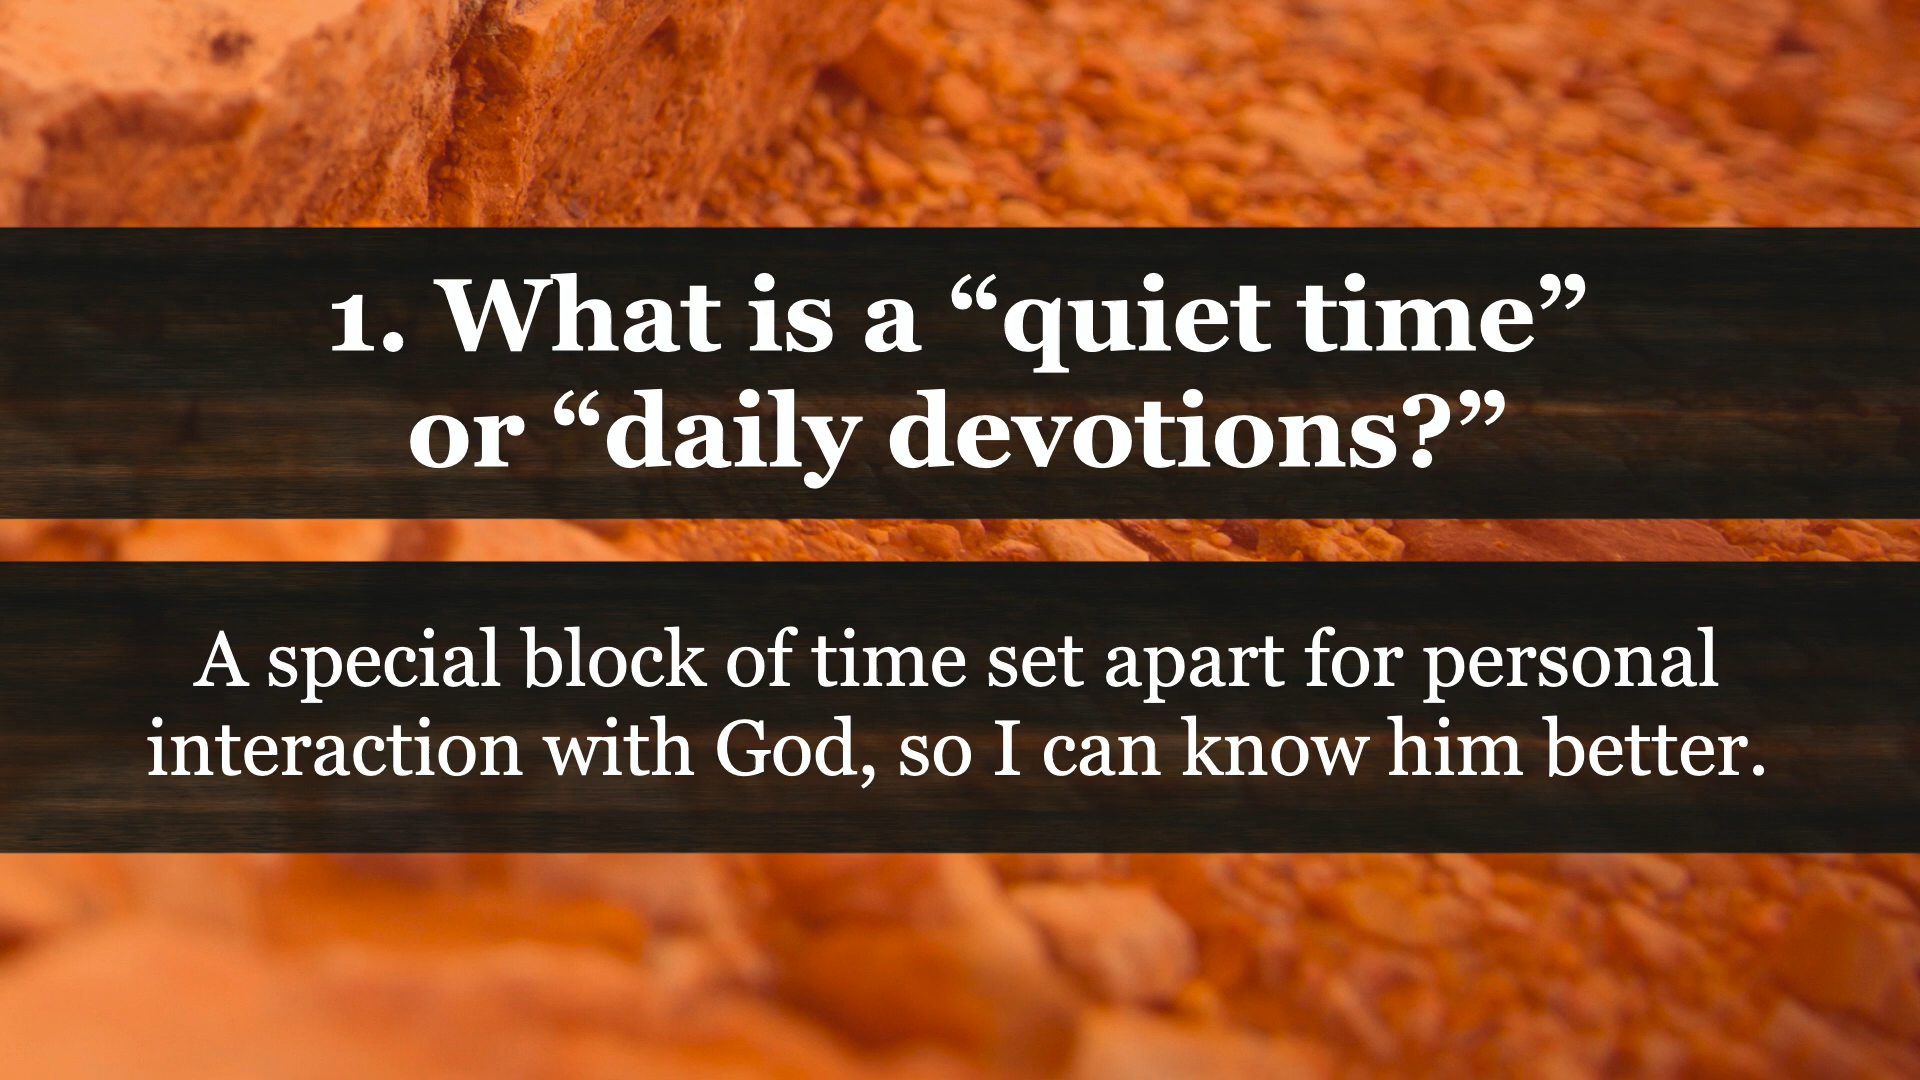 1. What is a “quiet time”
or “daily devotions?”
A special block of time set apart for personal
interaction with God, so I can know him better.